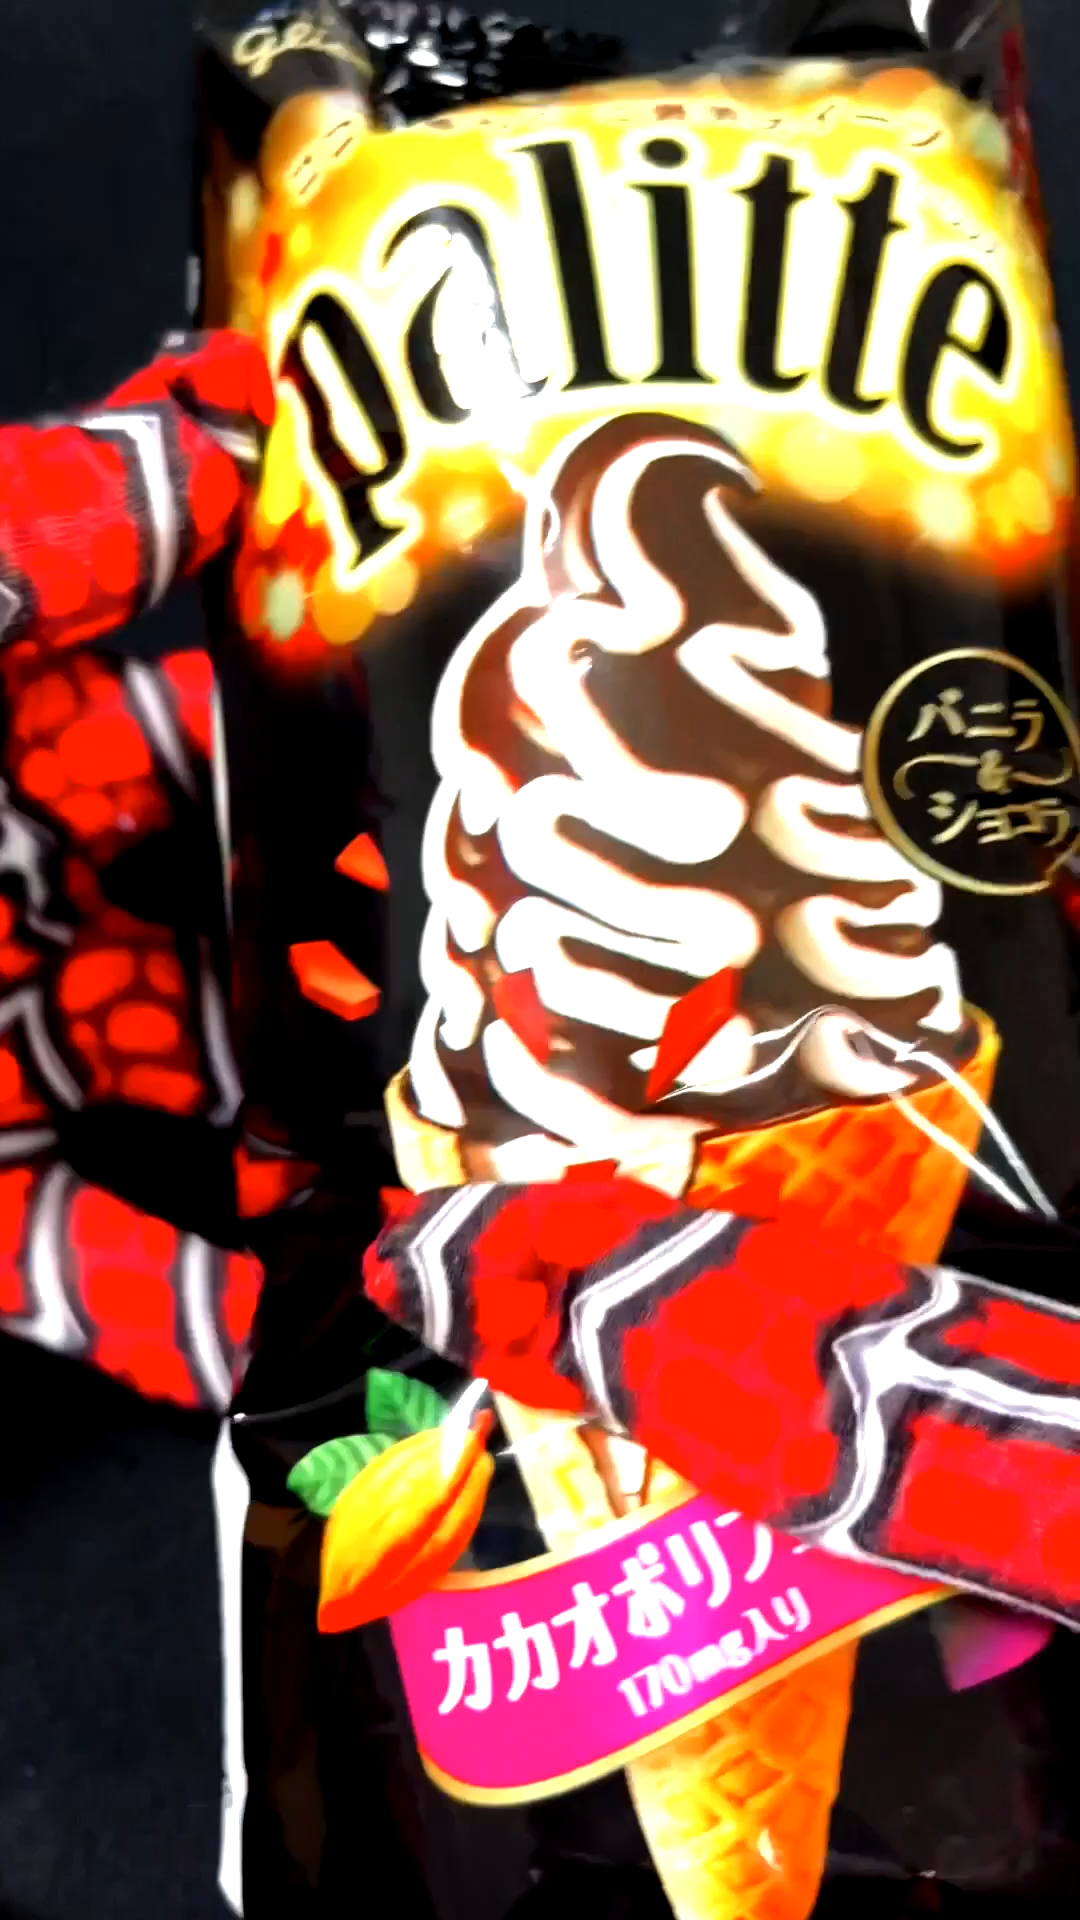 palitte
バニラ
&
ショコラ
カカオポリフ
170mg入り